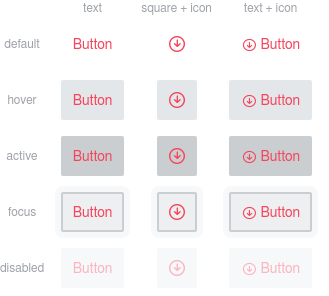 text square + icon text + icon
default Button Button
hover Button Button
active Button Button
focus Button Button
disabled Button Button